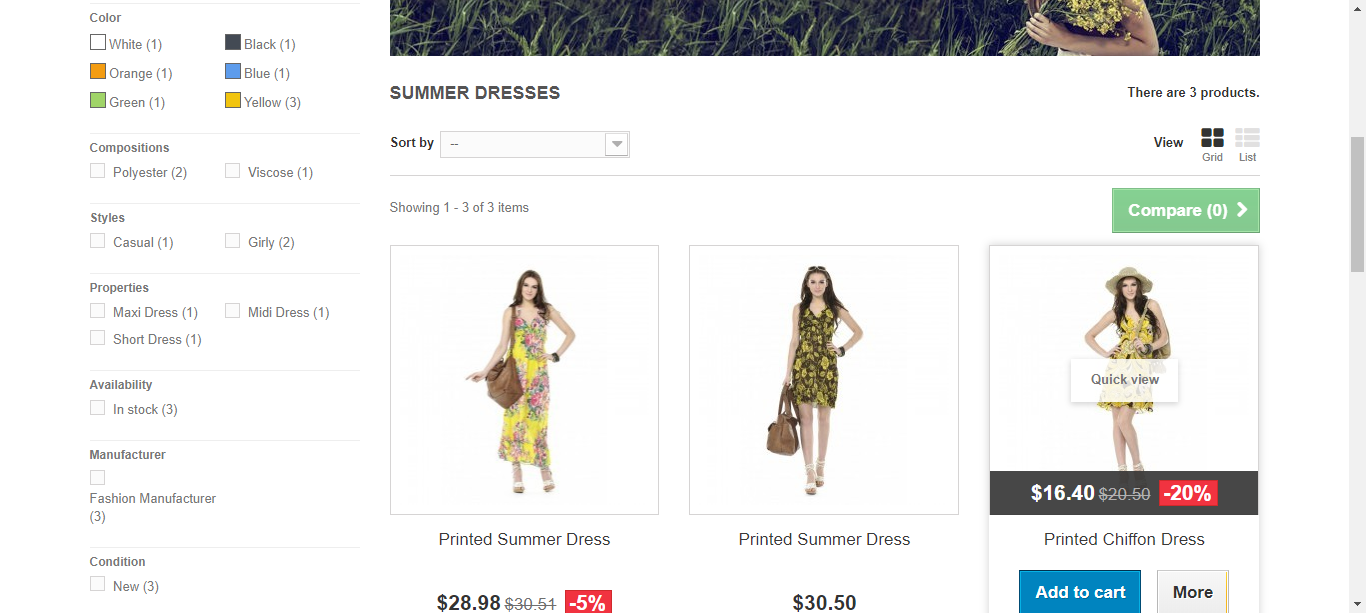 Color
White (1)
Black (1)
Orange (1)
Blue (1)
Green (1)
Yellow (3)
Compositions
Polyester (2)
Viscose (1)
Styles
Casual (1)
Girly (2)
Properties
Maxi Dress (1)
Midi Dress (1)
Short Dress (1)
Availability
In stock (3)
Manufacturer
Fashion Manufacturer
(3)
Condition
New (3)
SUMMER DRESSES
There are 3 products.
Sort by
--
View
Grid
List
Showing 1 - 3 of 3 items
Compare (0)
Printed Summer Dress
$28.98 $30.51 -5%
Printed Summer Dress
$30.50
Quick view
$16.40 $20.50 -20%
Printed Chiffon Dress
Add to cart
More